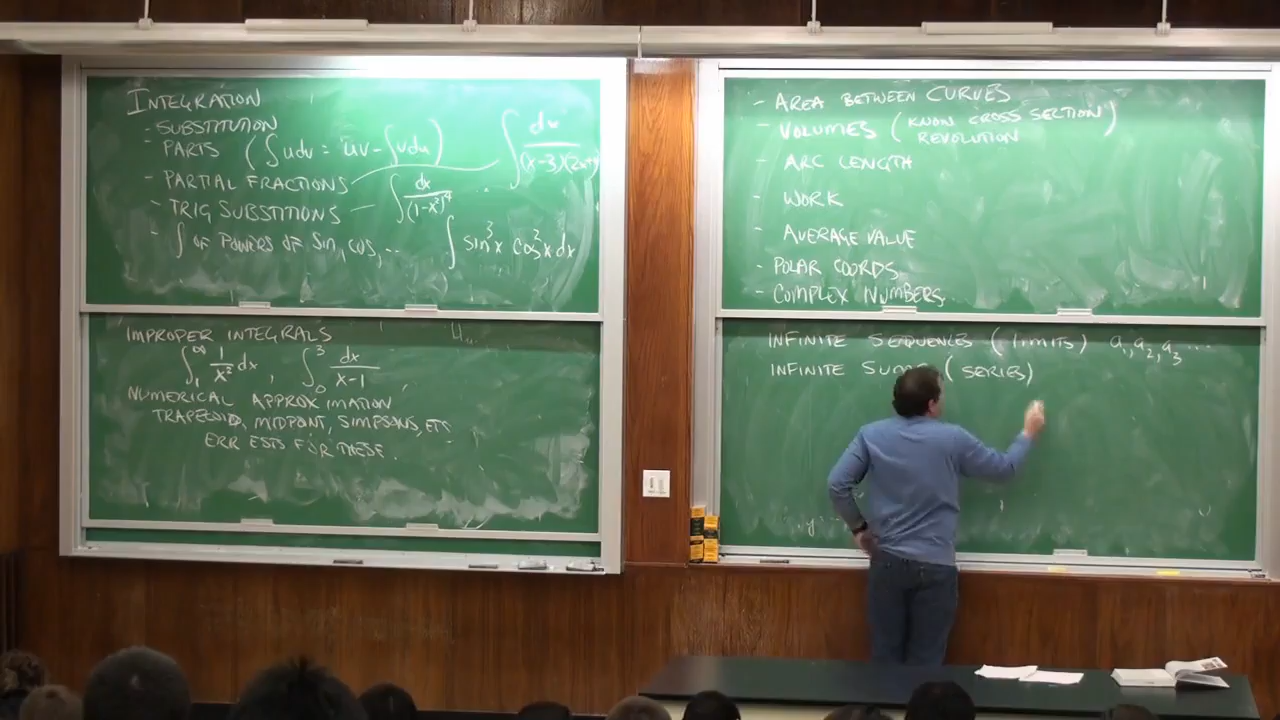 INTEGRATION
- SUBSTITUTION
- PARTS (∫udv = uv - ∫vdu)
∫ dx/(x-3)(2x+
- PARTIAL FRACTIONS
- TRIG SUBSTITIONS — ∫ dx/(1-x²)⁴
- ∫ OF POWERS OF SIN, COS, ... ∫ sin³x cos²x dx
IMPROPER INTEGRALS
∫₁^∞ 1/x² dx , ∫₀³ dx/x-1 ,
NUMERICAL APPROXIMATION
TRAPEZOID, MIDPOINT, SIMPSONS, ETC
ERR ESTS FOR THESE.
- AREA BETWEEN CURVES
- VOLUMES (KNOWN CROSS SECTION)
REVOLUTION
- ARC LENGTH
- WORK
- AVERAGE VALUE
- POLAR COORDS
- COMPLEX NUMBERS
INFINITE SEQUENCES (limits) a₁, a₂, a₃ ...
INFINITE SUMS (SERIES)